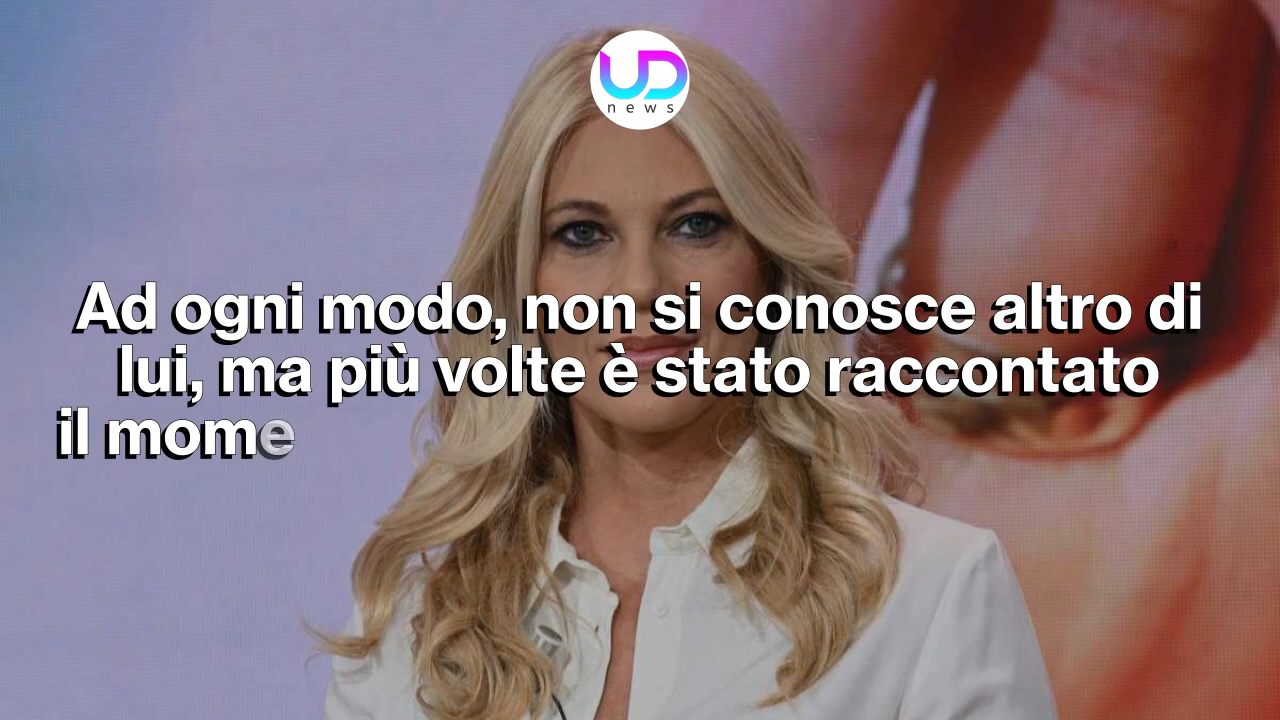 UD
news
Ad ogni modo, non si conosce altro di
lui, ma più volte è stato raccontato
il mome